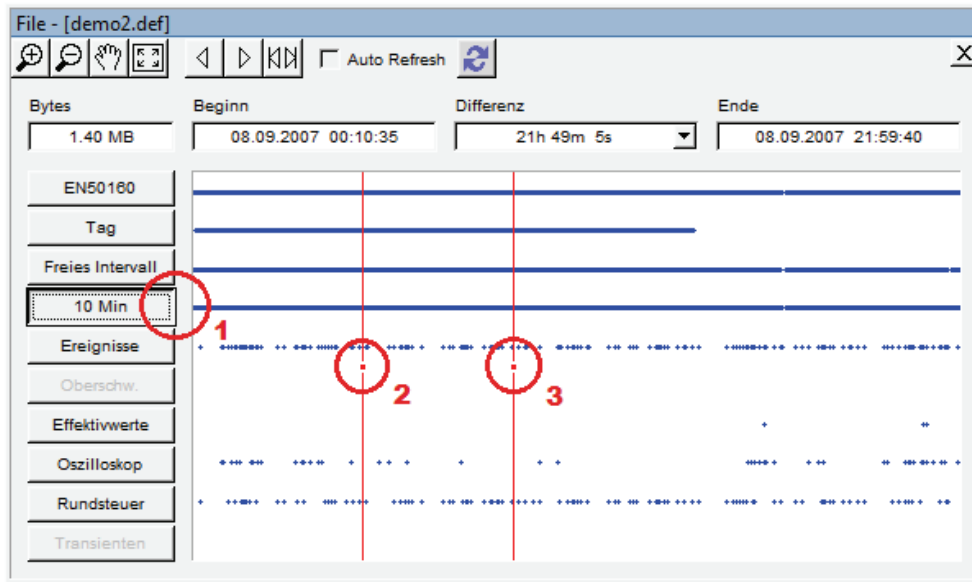 File - [demo2.def]
Auto Refresh
X
Bytes Beginn Differenz Ende
1.40 MB 08.09.2007 00:10:35 21h 49m 5s 08.09.2007 21:59:40
EN50160
Tag
Freies Intervall
10 Min
1
Ereignisse
2 3
Oberschw.
Effektivwerte
Oszilloskop
Rundsteuer
Transienten